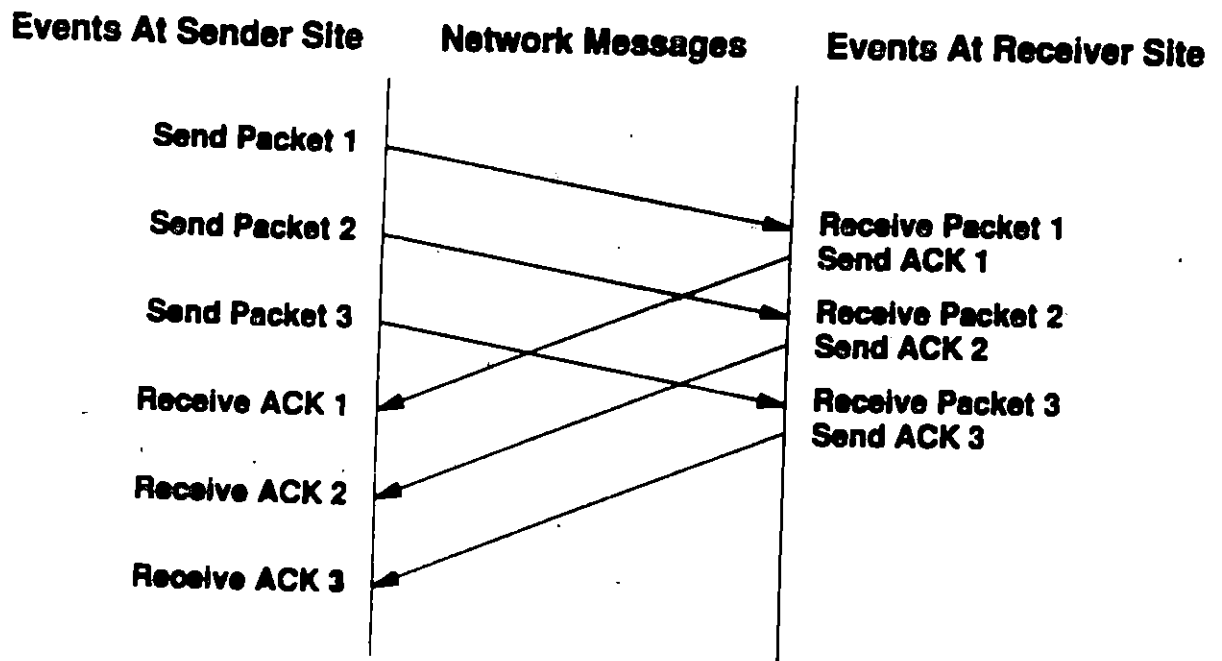 Events At Sender Site
Network Messages
Events At Receiver Site
Send Packet 1
Send Packet 2
Send Packet 3
Receive ACK 1
Receive ACK 2
Receive ACK 3
Receive Packet 1
Send ACK 1
Receive Packet 2
Send ACK 2
Receive Packet 3
Send ACK 3